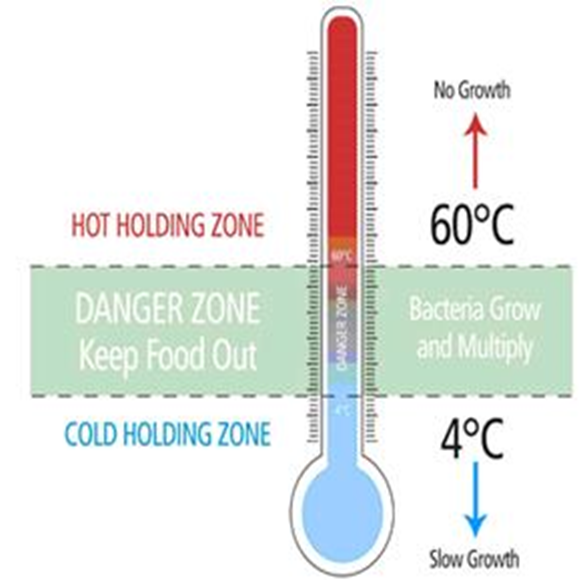 No Growth
HOT HOLDING ZONE
60°C
60°C
DANGER ZONE
Keep Food Out
DANGER ZONE
Bacteria Grow
and Multiply
4°C
COLD HOLDING ZONE
4°C
Slow Growth